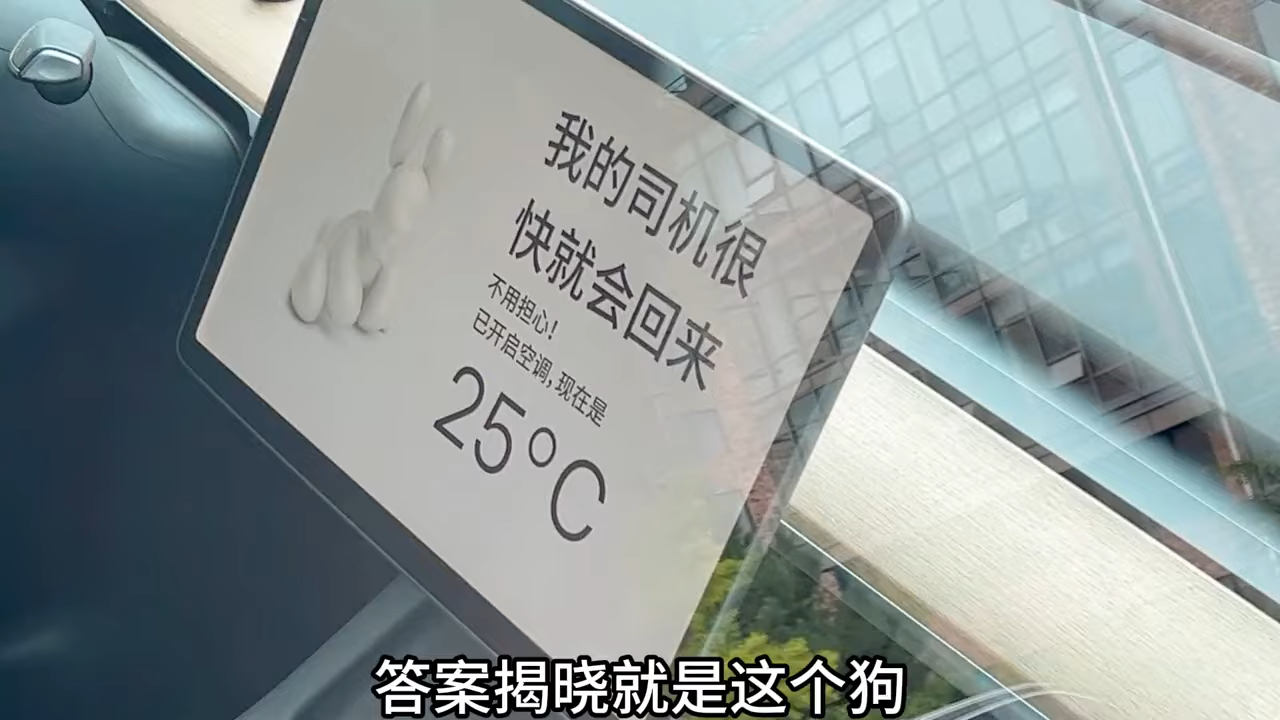 我的司机很
快就会回来
不用担心！
已开启空调，现在是
25°C
答案揭晓就是这个狗